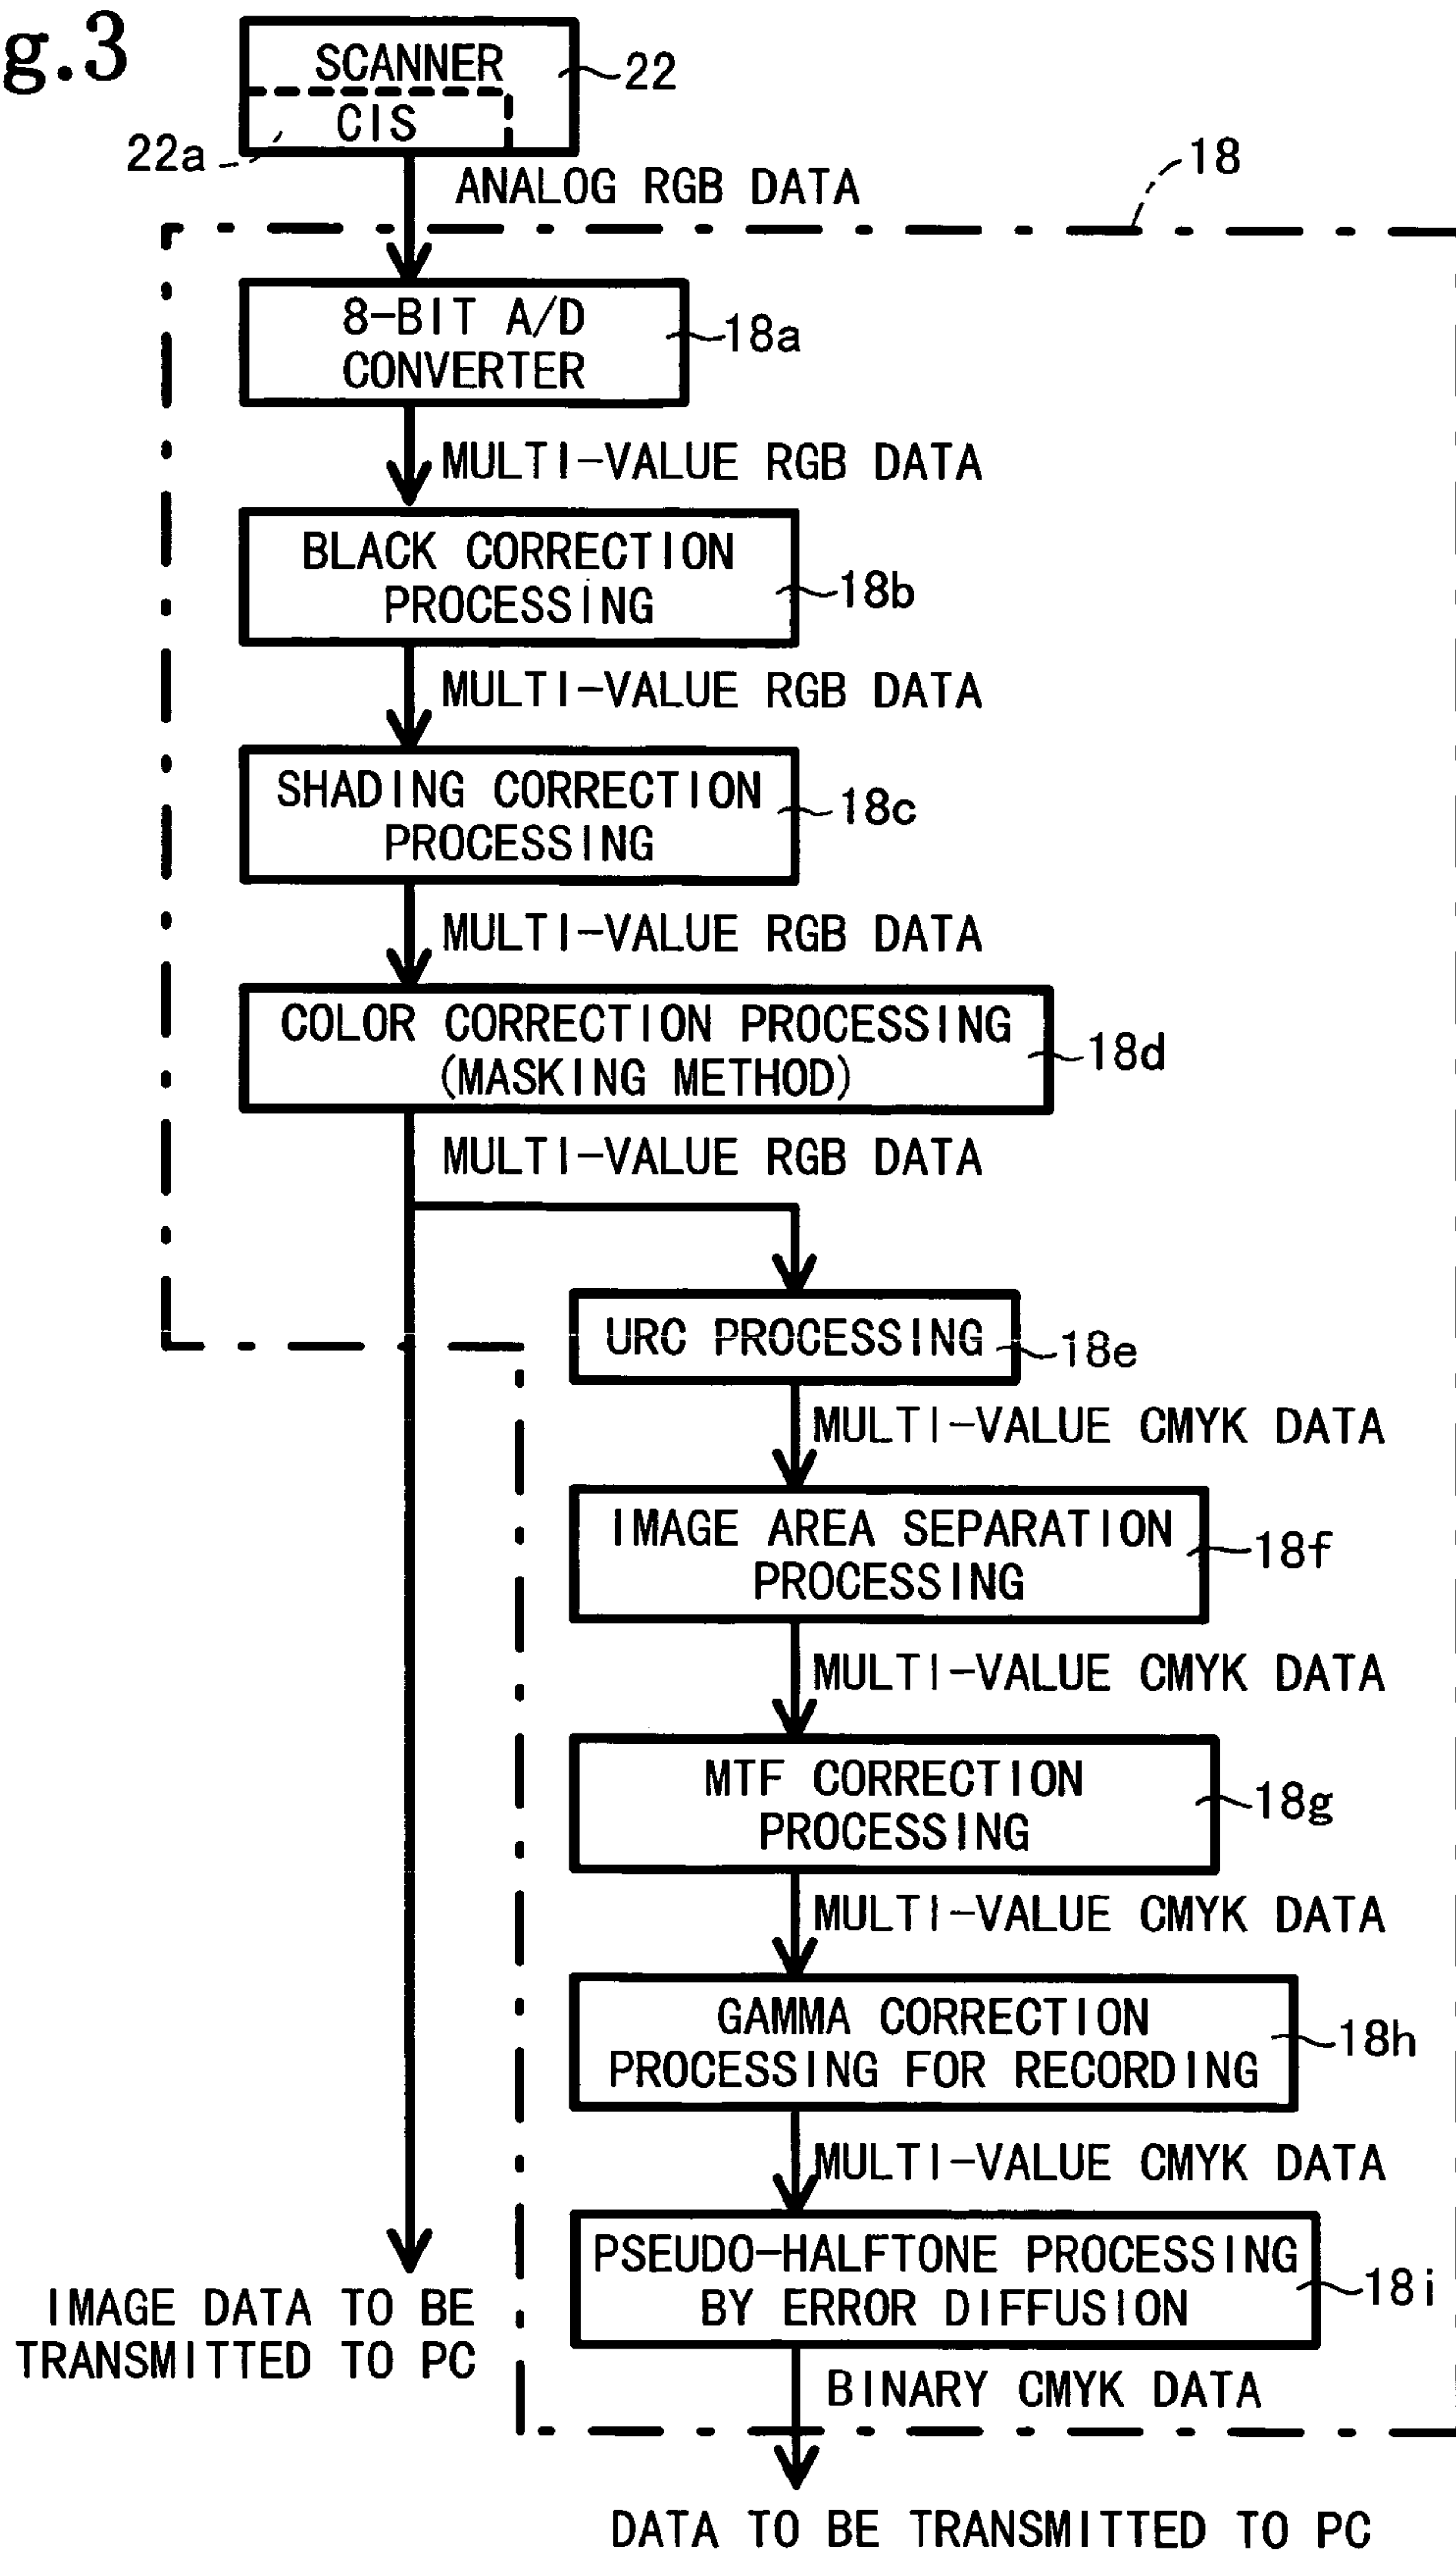 g.3
SCANNER
22
CIS
22a
ANALOG RGB DATA
18
8-BIT A/D
CONVERTER
18a
MULTI-VALUE RGB DATA
BLACK CORRECTION
PROCESSING
18b
MULTI-VALUE RGB DATA
SHADING CORRECTION
PROCESSING
18c
MULTI-VALUE RGB DATA
COLOR CORRECTION PROCESSING
(MASKING METHOD)
18d
MULTI-VALUE RGB DATA
URC PROCESSING
18e
MULTI-VALUE CMYK DATA
IMAGE AREA SEPARATION
PROCESSING
18f
MULTI-VALUE CMYK DATA
MTF CORRECTION
PROCESSING
18g
MULTI-VALUE CMYK DATA
GAMMA CORRECTION
PROCESSING FOR RECORDING
18h
MULTI-VALUE CMYK DATA
PSEUDO-HALFTONE PROCESSING
BY ERROR DIFFUSION
18i
IMAGE DATA TO BE
TRANSMITTED TO PC
BINARY CMYK DATA
DATA TO BE TRANSMITTED TO PC